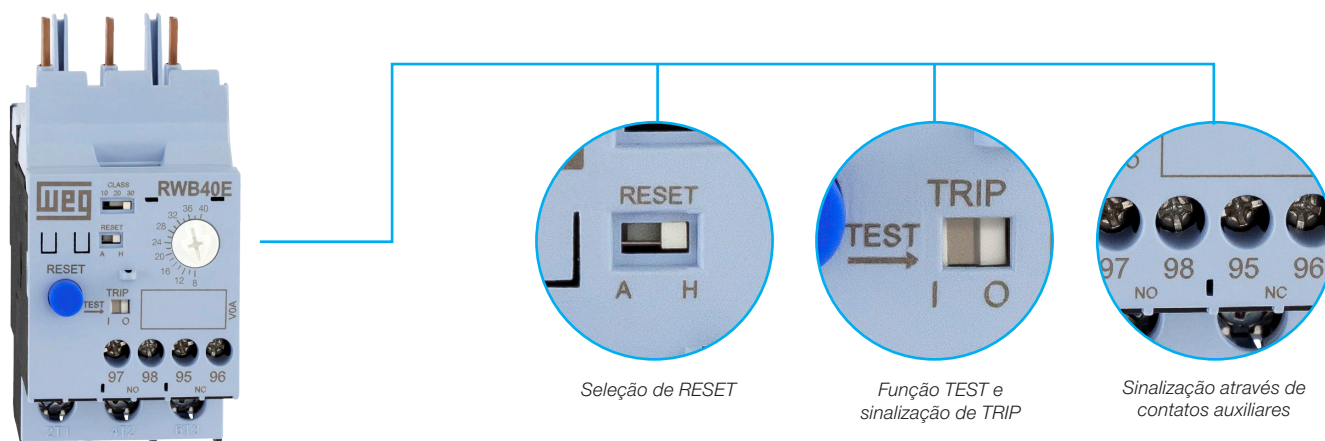 weg
CLASS
10 20 30
RWB40E
RESET
A H
36 40
32
28
24
20
16
12 8
RESET
TEST
TRIP
I O
V0A
97 98 95 96
NO NC
2T1 4T2 6T3
RESET
A H
Seleção de RESET
TRIP
TEST
I O
Função TEST e
sinalização de TRIP
97 98 95 96
NO NC
Sinalização através de
contatos auxiliares